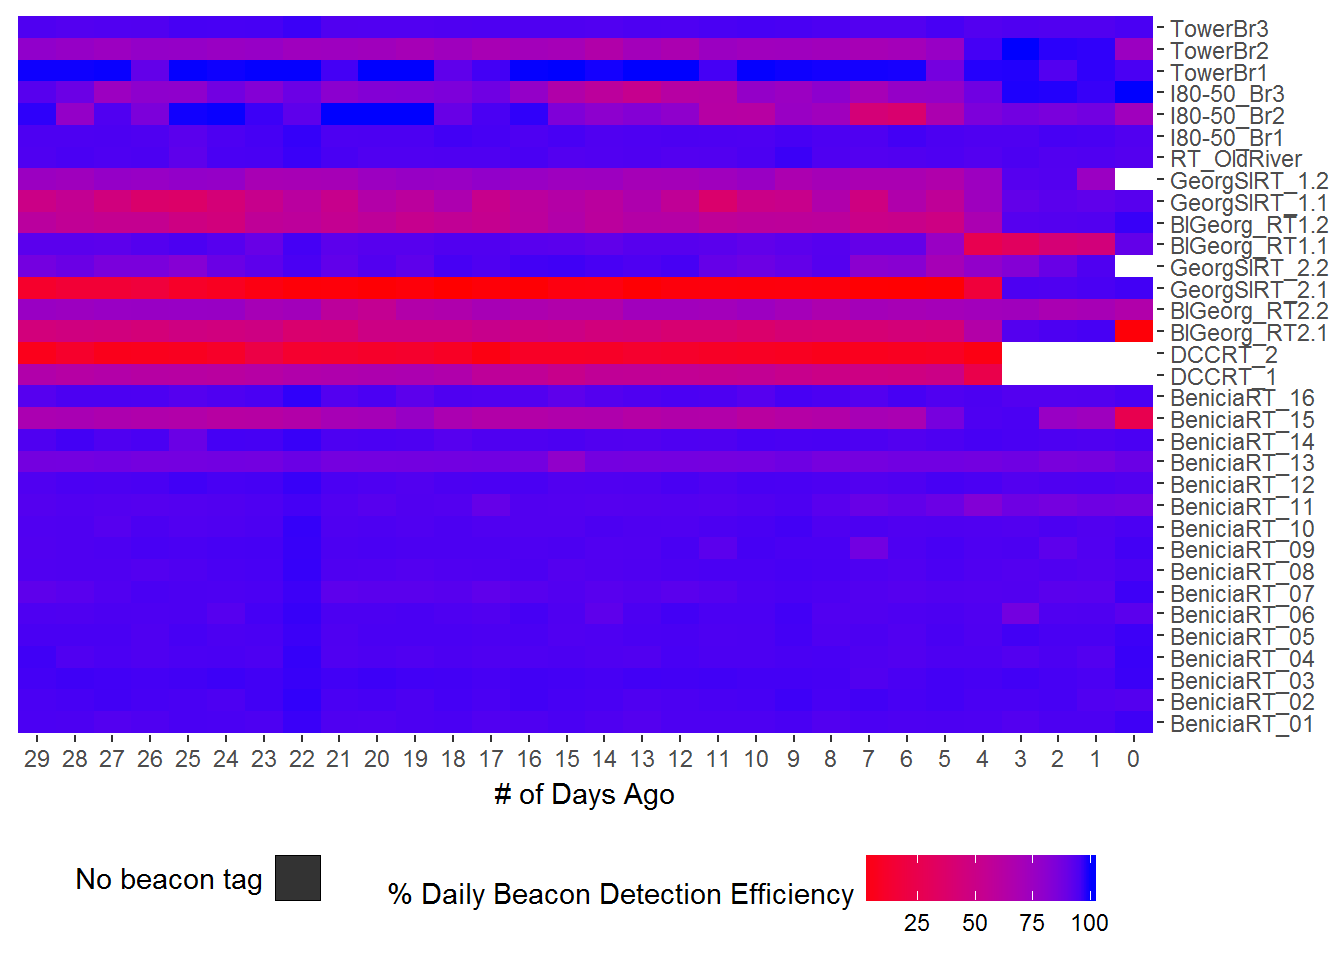 TowerBr3
TowerBr2
TowerBr1
I80-50_Br3
I80-50_Br2
I80-50_Br1
RT_OldRiver
GeorgSlRT_1.2
GeorgSlRT_1.1
BlGeorg_RT1.2
BlGeorg_RT1.1
GeorgSlRT_2.2
GeorgSlRT_2.1
BlGeorg_RT2.2
BlGeorg_RT2.1
DCCRT_2
DCCRT_1
BeniciaRT_16
BeniciaRT_15
BeniciaRT_14
BeniciaRT_13
BeniciaRT_12
BeniciaRT_11
BeniciaRT_10
BeniciaRT_09
BeniciaRT_08
BeniciaRT_07
BeniciaRT_06
BeniciaRT_05
BeniciaRT_04
BeniciaRT_03
BeniciaRT_02
BeniciaRT_01
29 28 27 26 25 24 23 22 21 20 19 18 17 16 15 14 13 12 11 10 9 8 7 6 5 4 3 2 1 0
# of Days Ago
No beacon tag
% Daily Beacon Detection Efficiency
25 50 75 100